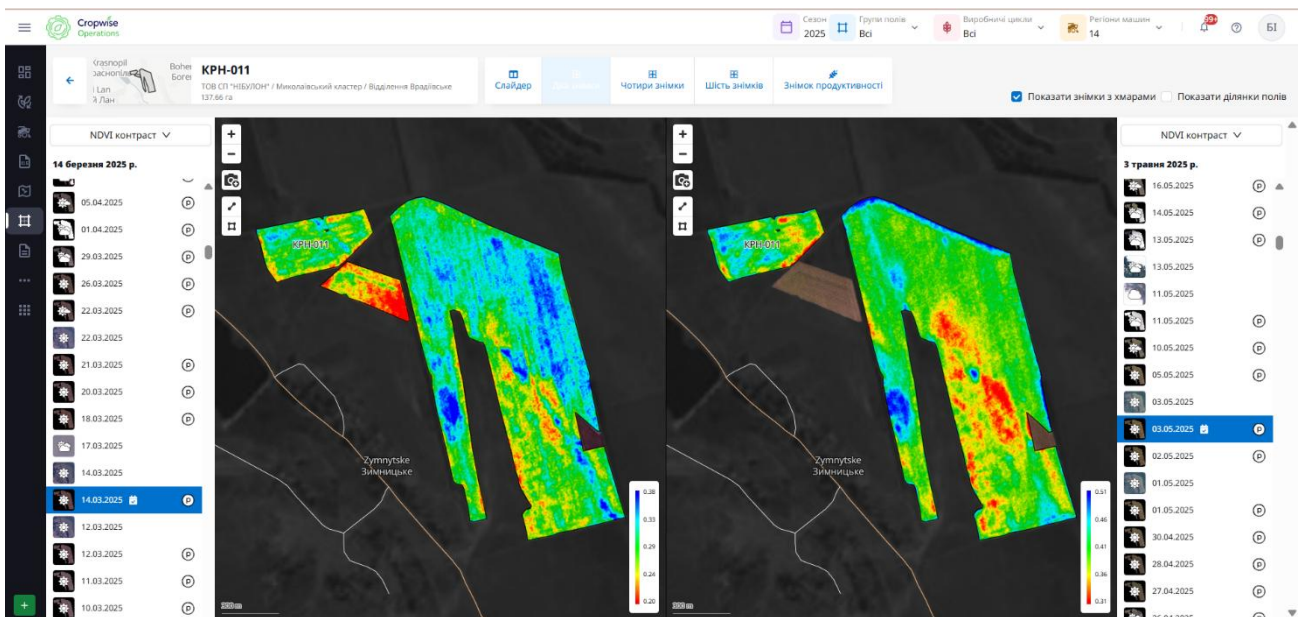 Cropwise
Operations
Сезон
2025
Групи полів
Всі
Виробничі цикли
Всі
Регіони машин
14
99+
БІ
Krasnopil
Lan
Й Лан
КРН-011
ТОВ СП "НІБУЛОН" / Миколаївський кластер / Відділення Врадіївське
137.66 га
Слайдер
Чотири знімки
Шість знімків
Знімок продуктивності
Показати знімки з хмарами
Показати ділянки полів
NDVI контраст
14 березня 2025 р.
05.04.2025 P
01.04.2025 P
29.03.2025 P
26.03.2025 P
22.03.2025 P
22.03.2025
21.03.2025 P
20.03.2025 P
18.03.2025 P
17.03.2025
14.03.2025
14.03.2025 P
12.03.2025
12.03.2025 P
11.03.2025 P
10.03.2025 P
+
−
КРН-011
Zymnytske
Зимницьке
0.38
0.33
0.29
0.24
0.20
300 m
+
−
КРН-011
Zymnytske
Зимницьке
0.51
0.46
0.41
0.36
0.31
300 m
NDVI контраст
3 травня 2025 р.
16.05.2025 P
14.05.2025 P
13.05.2025 P
13.05.2025
11.05.2025
11.05.2025 P
10.05.2025 P
05.05.2025 P
03.05.2025
03.05.2025 P
02.05.2025 P
01.05.2025
01.05.2025 P
30.04.2025 P
28.04.2025 P
27.04.2025 P